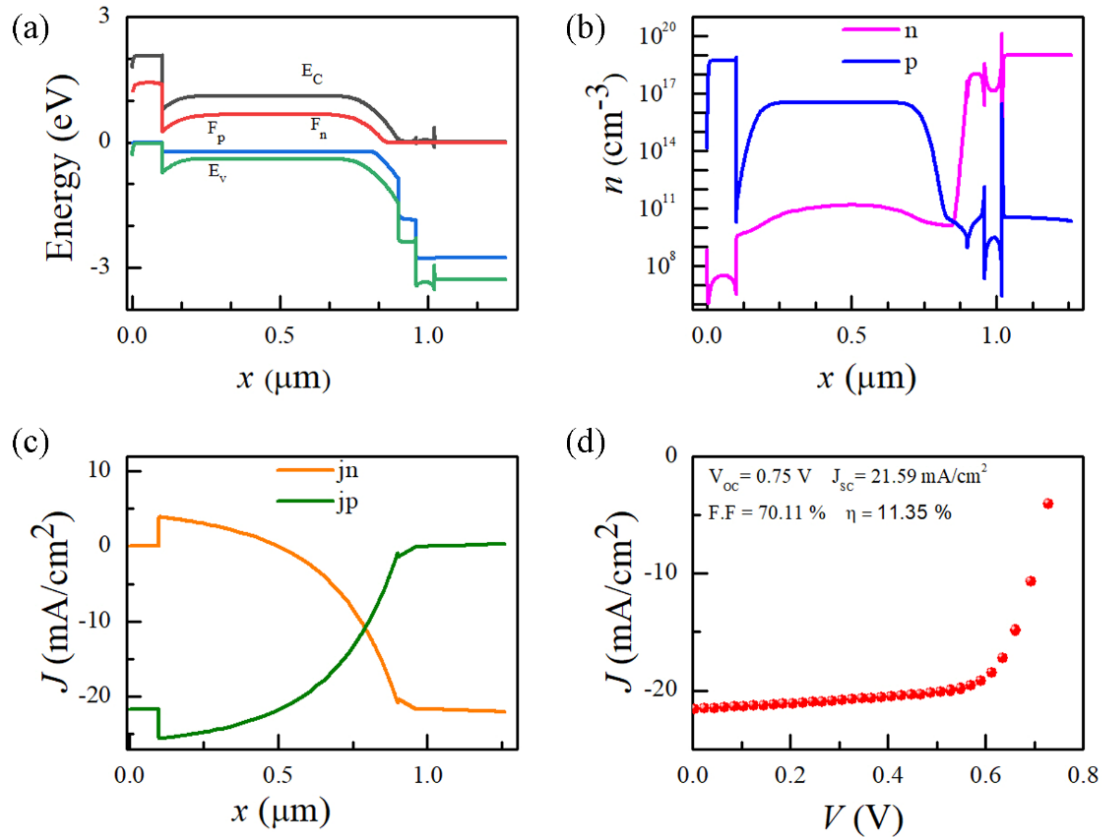 (a)
3
0
-3
Energy (eV)
E_C
F_p
F_n
E_v
0.0 0.5 1.0
x (μm)
(b)
10^20
10^17
10^14
10^11
10^8
n (cm^-3)
n
p
0.0 0.5 1.0
x (μm)
(c)
10
0
-10
-20
J (mA/cm^2)
jn
jp
0.0 0.5 1.0
x (μm)
(d)
0
-10
-20
J (mA/cm^2)
V_OC = 0.75 V J_SC = 21.59 mA/cm^2
F.F = 70.11 % η = 11.35 %
0.0 0.2 0.4 0.6 0.8
V (V)